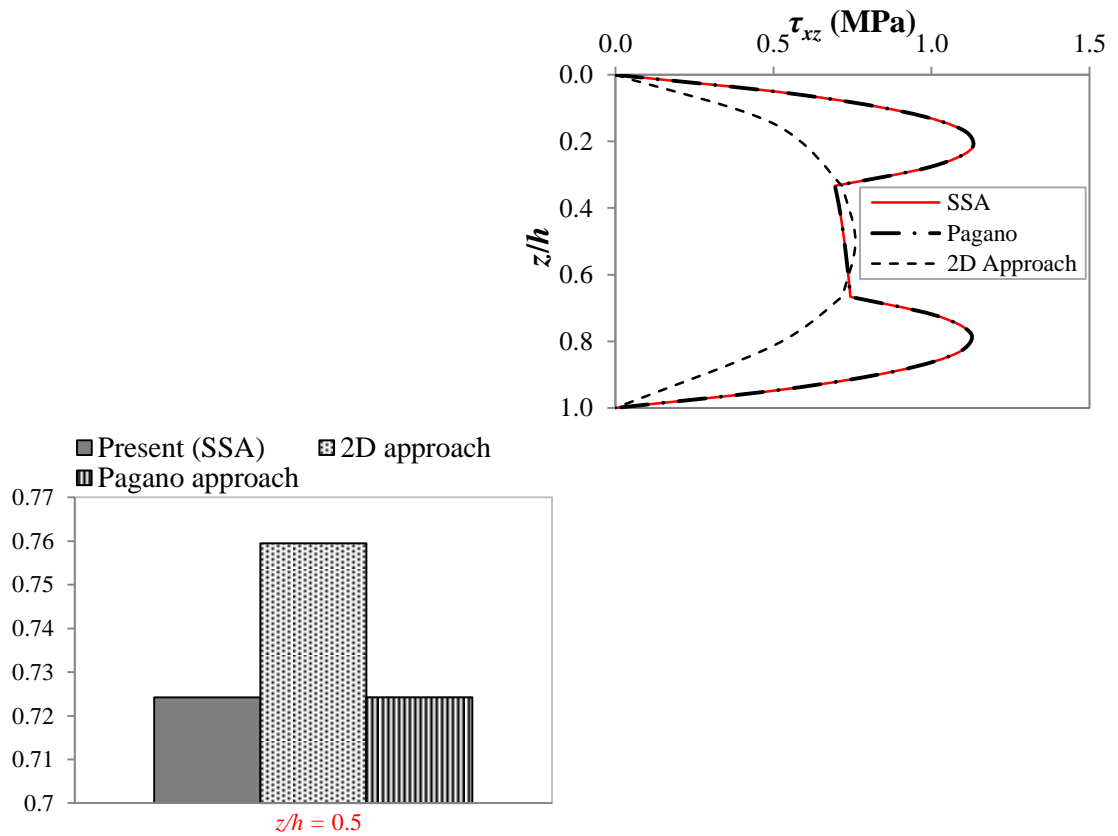 τxz (MPa)
0.0 0.5 1.0 1.5
0.0
0.2
0.4
0.6
0.8
1.0
z/h
SSA
Pagano
2D Approach
Present (SSA) 2D approach
Pagano approach
0.77
0.76
0.75
0.74
0.73
0.72
0.71
0.7
z/h = 0.5